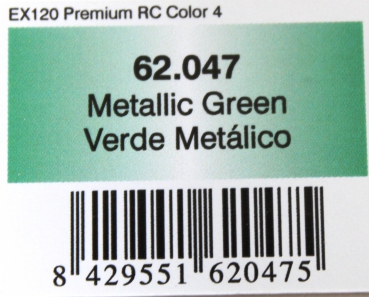 EX120 Premium RC Color 4
62.047
Metallic Green
Verde Metálico
8 429551 620475